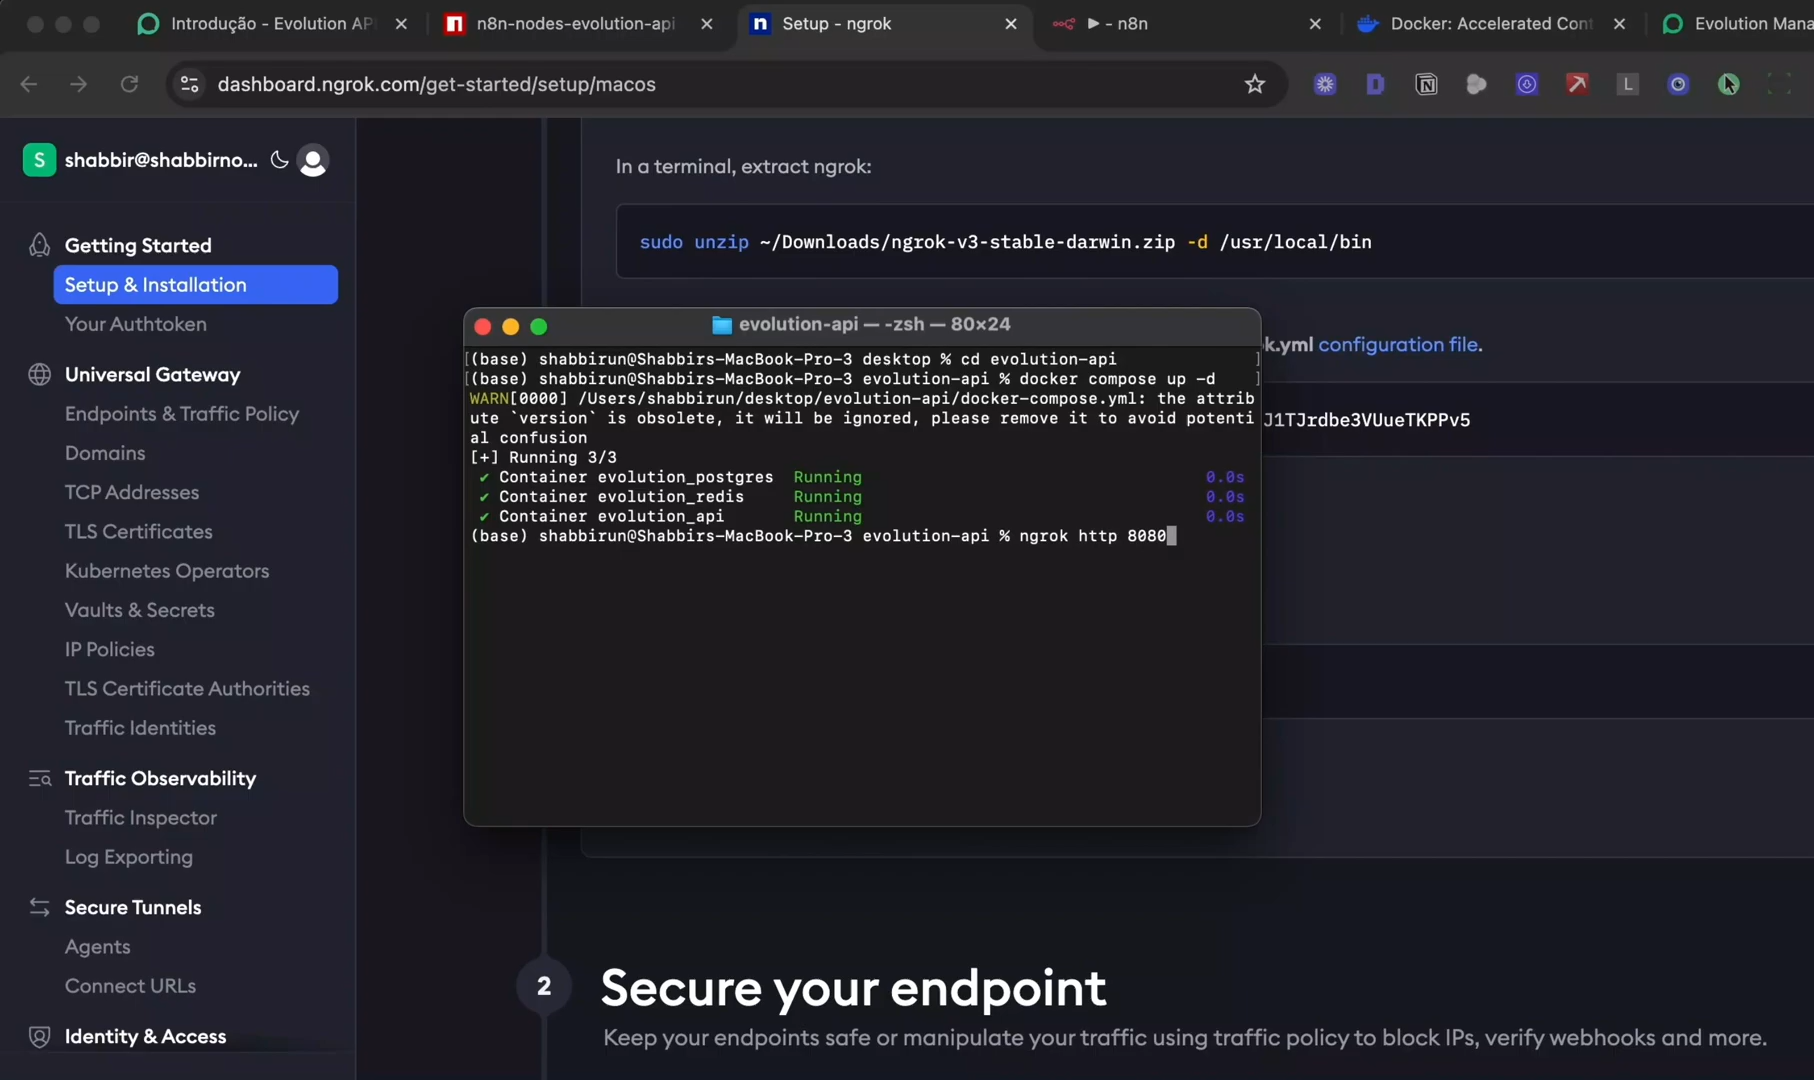 Introdução - Evolution AP
n8n-nodes-evolution-api
Setup - ngrok
▶ - n8n
Docker: Accelerated Cont
Evolution Mana
dashboard.ngrok.com/get-started/setup/macos
S
shabbir@shabbirno...
Getting Started
Setup & Installation
Your Authtoken
Universal Gateway
Endpoints & Traffic Policy
Domains
TCP Addresses
TLS Certificates
Kubernetes Operators
Vaults & Secrets
IP Policies
TLS Certificate Authorities
Traffic Identities
Traffic Observability
Traffic Inspector
Log Exporting
Secure Tunnels
Agents
Connect URLs
Identity & Access
In a terminal, extract ngrok:
sudo unzip ~/Downloads/ngrok-v3-stable-darwin.zip -d /usr/local/bin
k.yml configuration file.
J1TJrdbe3VUueTKPPv5
evolution-api — -zsh — 80×24
[(base) shabbirun@Shabbirs-MacBook-Pro-3 desktop % cd evolution-api ]
[(base) shabbirun@Shabbirs-MacBook-Pro-3 evolution-api % docker compose up -d ]
WARN[0000] /Users/shabbirun/desktop/evolution-api/docker-compose.yml: the attrib
ute `version` is obsolete, it will be ignored, please remove it to avoid potenti
al confusion
[+] Running 3/3
✔ Container evolution_postgres Running 0.0s
✔ Container evolution_redis Running 0.0s
✔ Container evolution_api Running 0.0s
(base) shabbirun@Shabbirs-MacBook-Pro-3 evolution-api % ngrok http 8080
2
Secure your endpoint
Keep your endpoints safe or manipulate your traffic using traffic policy to block IPs, verify webhooks and more.